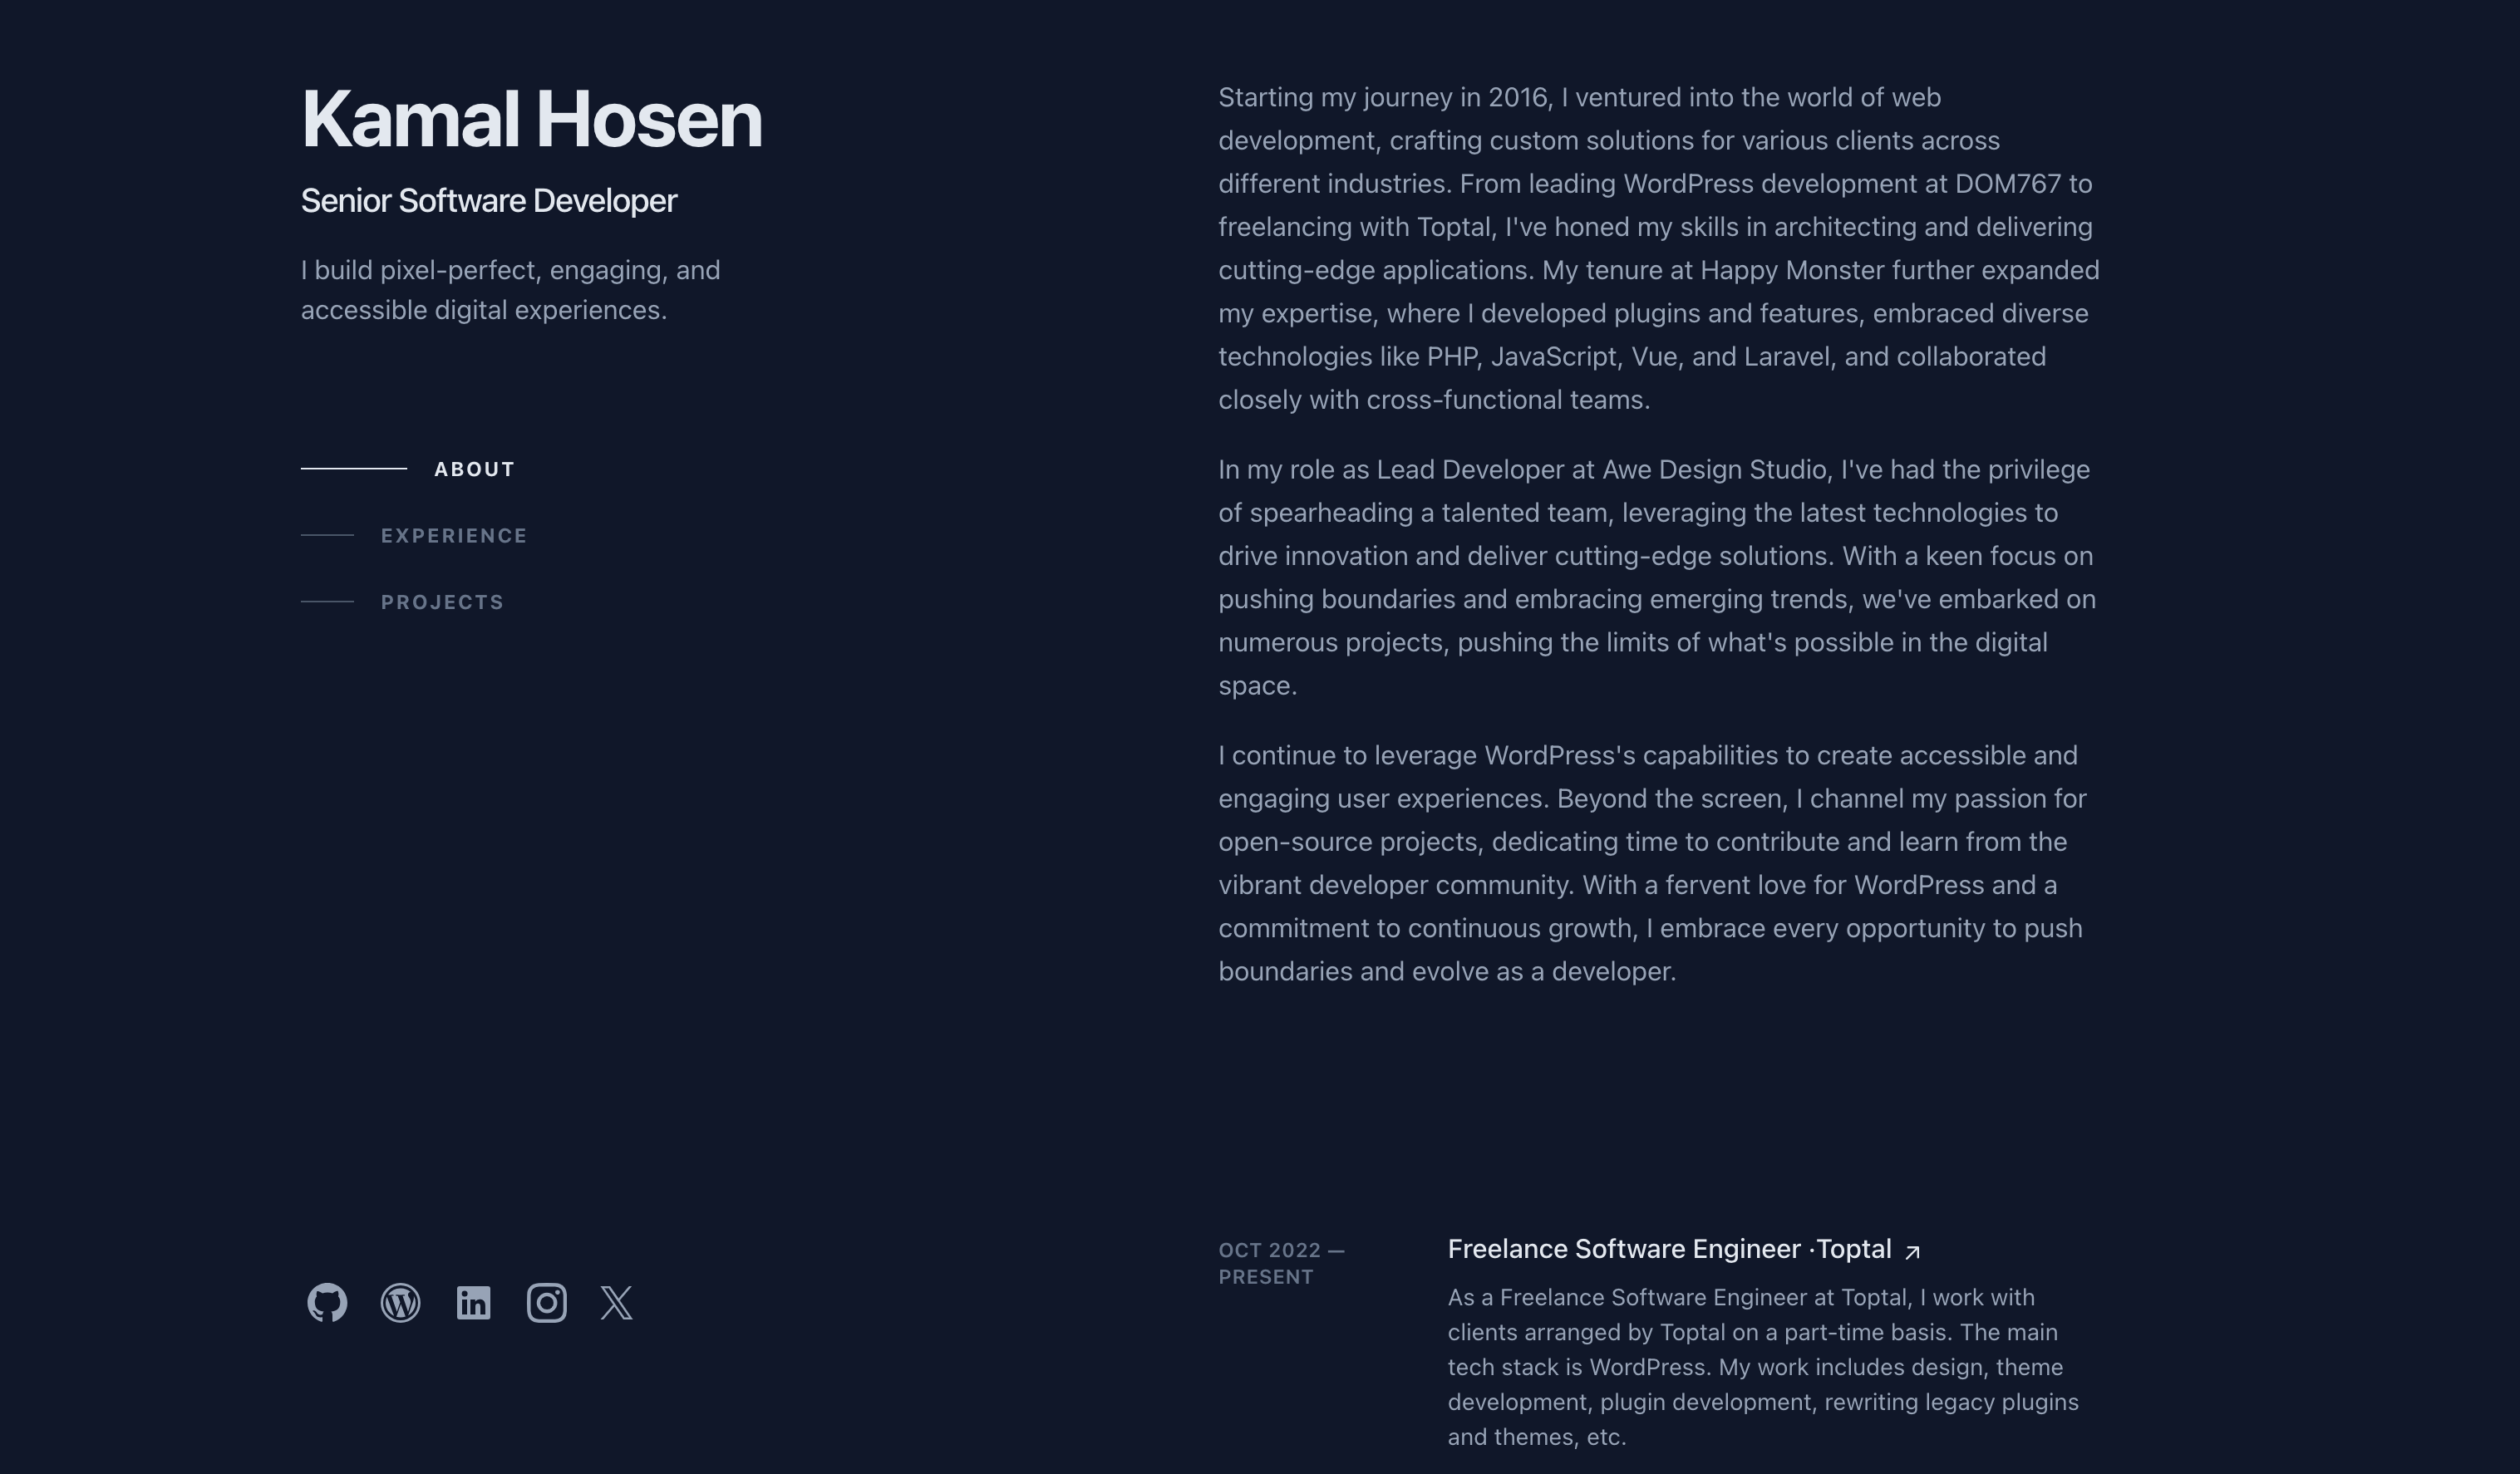 Kamal Hosen
Senior Software Developer
I build pixel-perfect, engaging, and
accessible digital experiences.
ABOUT
EXPERIENCE
PROJECTS
Starting my journey in 2016, I ventured into the world of web
development, crafting custom solutions for various clients across
different industries. From leading WordPress development at DOM767 to
freelancing with Toptal, I've honed my skills in architecting and delivering
cutting-edge applications. My tenure at Happy Monster further expanded
my expertise, where I developed plugins and features, embraced diverse
technologies like PHP, JavaScript, Vue, and Laravel, and collaborated
closely with cross-functional teams.
In my role as Lead Developer at Awe Design Studio, I've had the privilege
of spearheading a talented team, leveraging the latest technologies to
drive innovation and deliver cutting-edge solutions. With a keen focus on
pushing boundaries and embracing emerging trends, we've embarked on
numerous projects, pushing the limits of what's possible in the digital
space.
I continue to leverage WordPress's capabilities to create accessible and
engaging user experiences. Beyond the screen, I channel my passion for
open-source projects, dedicating time to contribute and learn from the
vibrant developer community. With a fervent love for WordPress and a
commitment to continuous growth, I embrace every opportunity to push
boundaries and evolve as a developer.
OCT 2022 —
PRESENT
Freelance Software Engineer ·Toptal
As a Freelance Software Engineer at Toptal, I work with
clients arranged by Toptal on a part-time basis. The main
tech stack is WordPress. My work includes design, theme
development, plugin development, rewriting legacy plugins
and themes, etc.